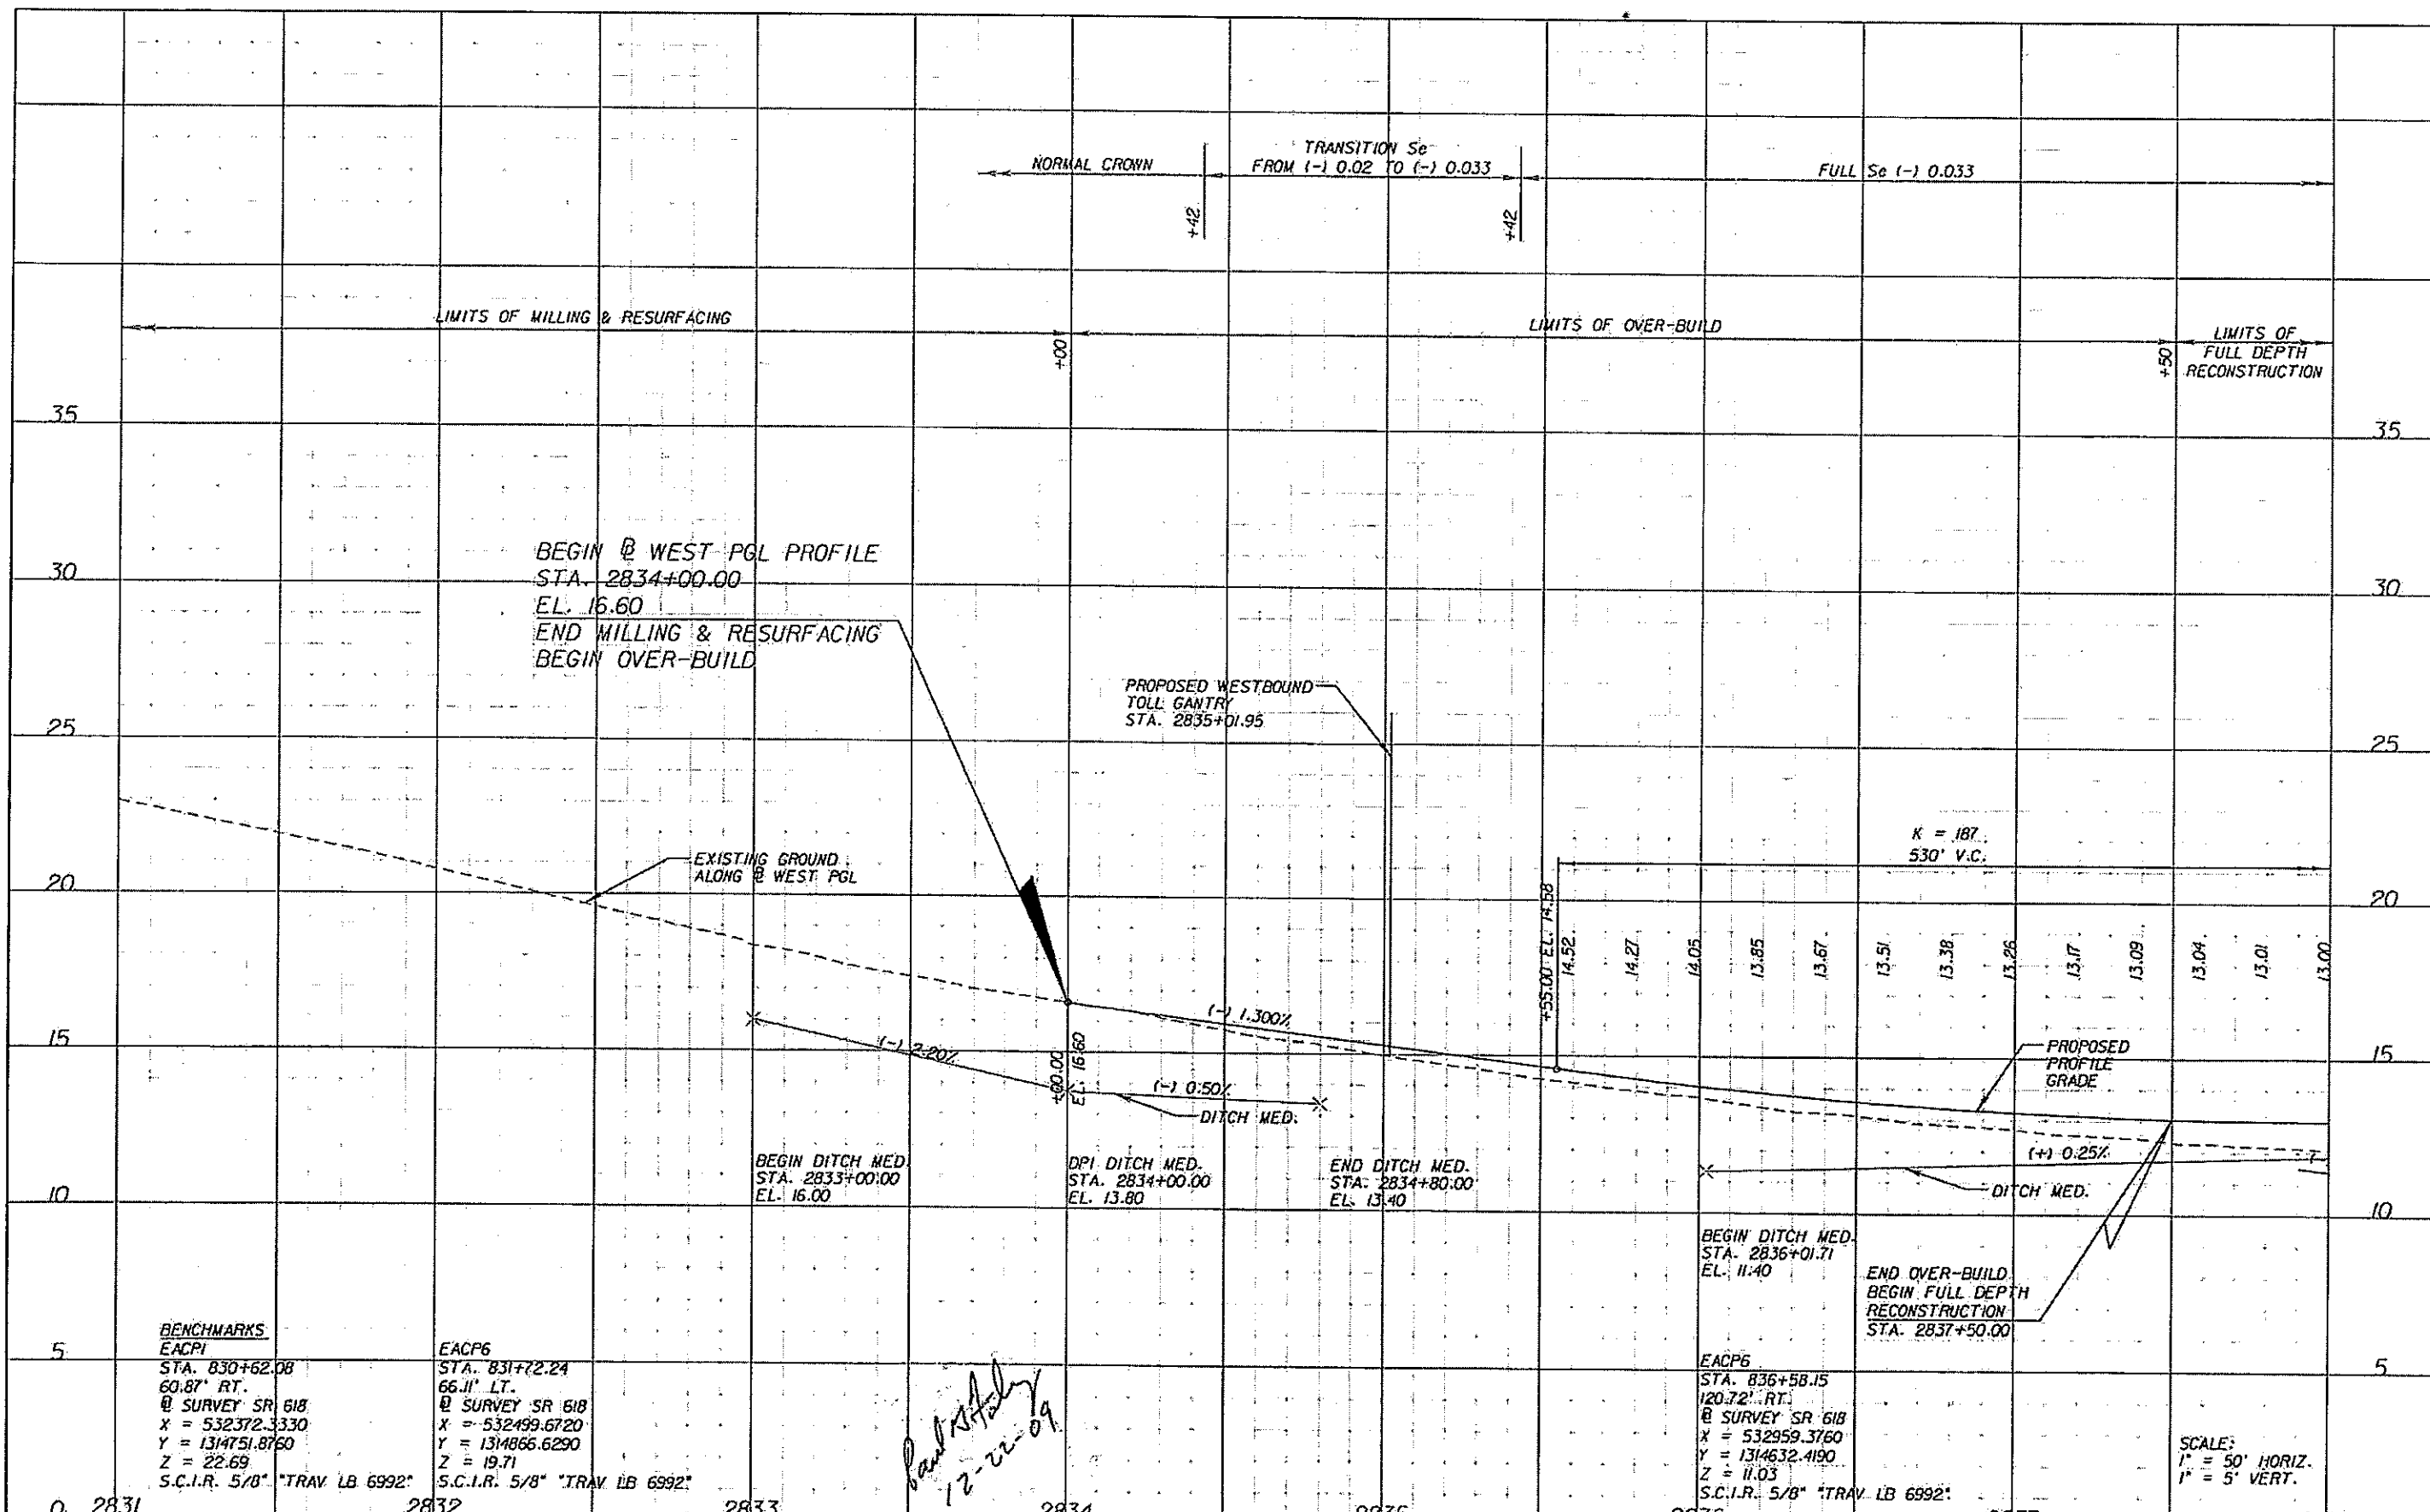 NORMAL CROWN
TRANSITION Se
FROM (-) 0.02 TO (-) 0.033
FULL Se (-) 0.033
+42
+42
LIMITS OF MILLING & RESURFACING
LIMITS OF OVER-BUILD
LIMITS OF
FULL DEPTH
RECONSTRUCTION
+00
+50
35
35
30
30
25
25
20
20
15
15
10
10
5
5
0
BEGIN ℄ WEST PGL PROFILE
STA. 2834+00.00
EL. 16.60
END MILLING & RESURFACING
BEGIN OVER-BUILD
PROPOSED WESTBOUND
TOLL GANTRY
STA. 2835+01.95
EXISTING GROUND
ALONG ℄ WEST PGL
K = 187
530' V.C.
+55.00 EL. 14.58
14.52
14.27
14.05
13.85
13.67
13.51
13.38
13.26
13.17
13.09
13.04
13.01
13.00
(-) 1.300%
(-) 2.20%
+00.00
EL. 16.60
(-) 0.50%
DITCH MED.
PROPOSED
PROFILE
GRADE
(+) 0.25%
DITCH MED.
BEGIN DITCH MED.
STA. 2833+00.00
EL. 16.00
DPI DITCH MED.
STA. 2834+00.00
EL. 13.80
END DITCH MED.
STA. 2834+80.00
EL. 13.40
BEGIN DITCH MED.
STA. 2836+01.71
EL. 11.40
END OVER-BUILD
BEGIN FULL DEPTH
RECONSTRUCTION
STA. 2837+50.00
BENCHMARKS
EACP1
STA. 830+62.08
60.87' RT.
℄ SURVEY SR 618
X = 532372.3330
Y = 1314751.8760
Z = 22.69
S.C.I.R. 5/8" "TRAV LB 6992"
EACP6
STA. 831+72.24
66.11' LT.
℄ SURVEY SR 618
X = 532499.6720
Y = 1314866.6290
Z = 19.71
S.C.I.R. 5/8" "TRAV LB 6992"
12-22-09
EACP6
STA. 836+58.15
120.72' RT.
℄ SURVEY SR 618
X = 532959.3760
Y = 1314632.4190
Z = 11.03
S.C.I.R. 5/8" "TRAV LB 6992"
SCALE:
1" = 50' HORIZ.
1" = 5' VERT.
2831
2832
2833
2834